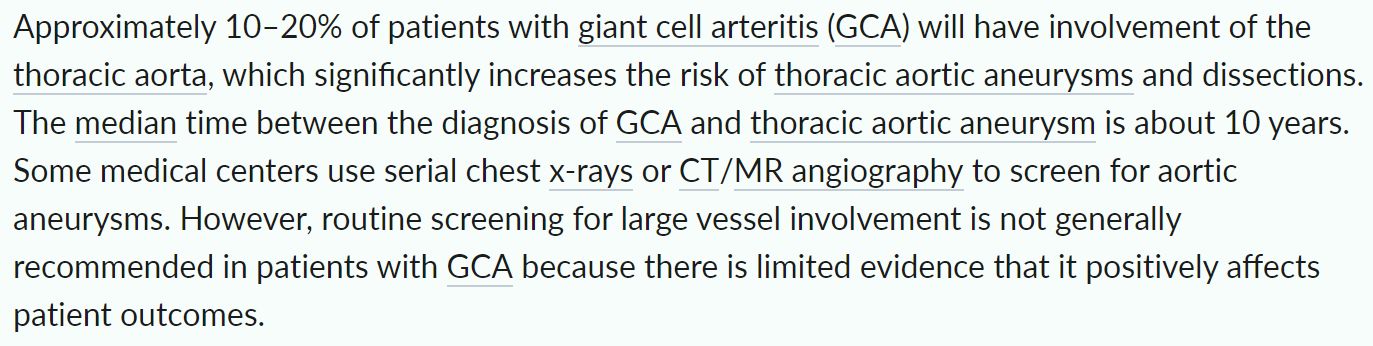 Approximately 10–20% of patients with giant cell arteritis (GCA) will have involvement of the
thoracic aorta, which significantly increases the risk of thoracic aortic aneurysms and dissections.
The median time between the diagnosis of GCA and thoracic aortic aneurysm is about 10 years.
Some medical centers use serial chest x-rays or CT/MR angiography to screen for aortic
aneurysms. However, routine screening for large vessel involvement is not generally
recommended in patients with GCA because there is limited evidence that it positively affects
patient outcomes.